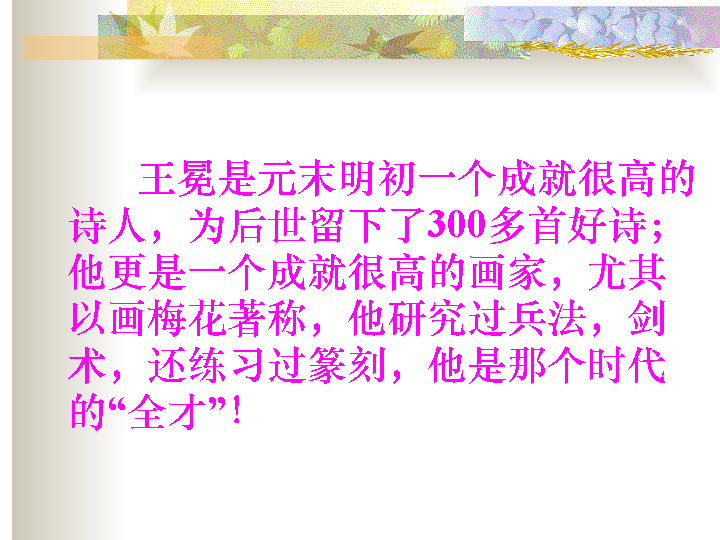 王冕是元末明初一个成就很高的
诗人，为后世留下了300多首好诗；
他更是一个成就很高的画家，尤其
以画梅花著称，他研究过兵法，剑
术，还练习过篆刻，他是那个时代
的“全才”！